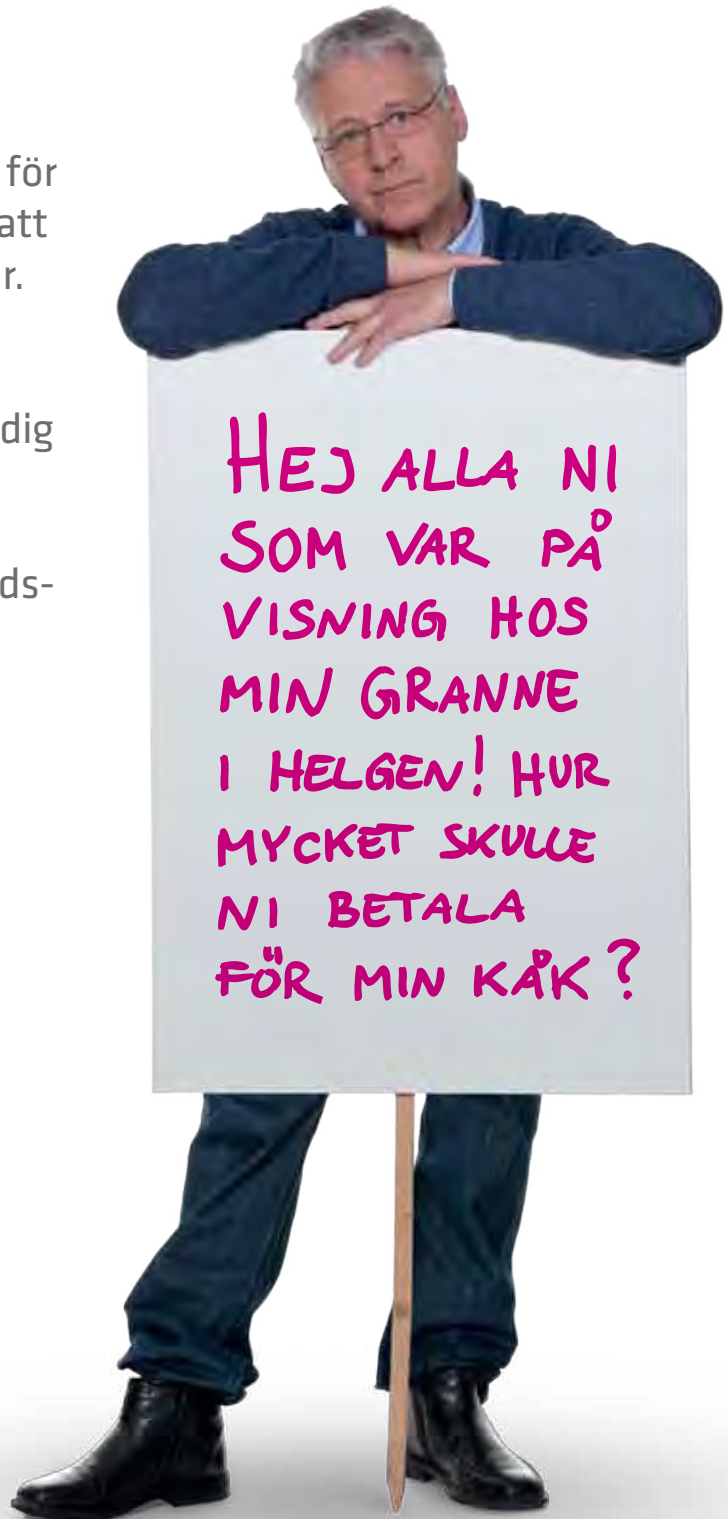 för
att
r.
dig
ds-
HEJ ALLA NI
SOM VAR PÅ
VISNING HOS
MIN GRANNE
I HELGEN! HUR
MYCKET SKULLE
NI BETALA
FÖR MIN KÅK?